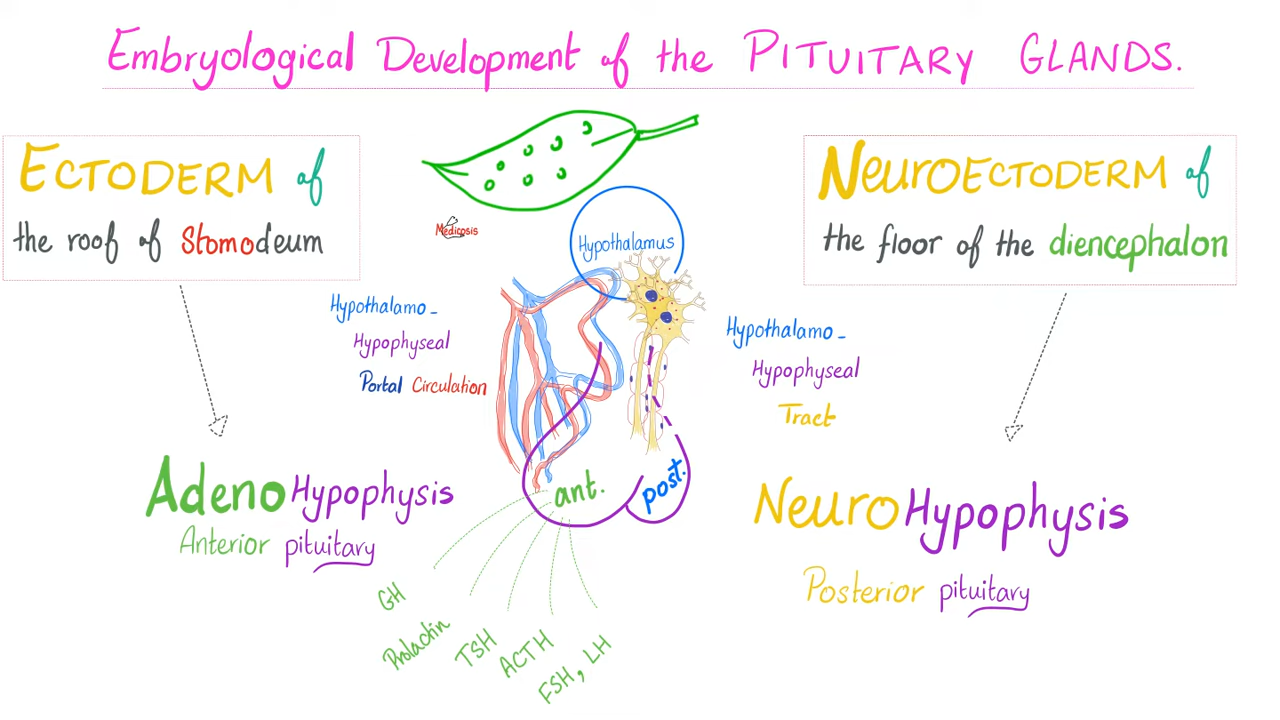 Embryological Development of the PITUITARY GLANDS.
ECTODERM of
the roof of Stomodeum
NeuroECTODERM of
the floor of the diencephalon
Medicosis
Hypothalamus
Hypothalamo-
Hypophyseal
Portal Circulation
Hypothalamo-
Hypophyseal
Tract
AdenoHypophysis
Anterior pituitary
ant.
post.
NeuroHypophysis
Posterior pituitary
GH
Prolactin
TSH
ACTH
FSH, LH